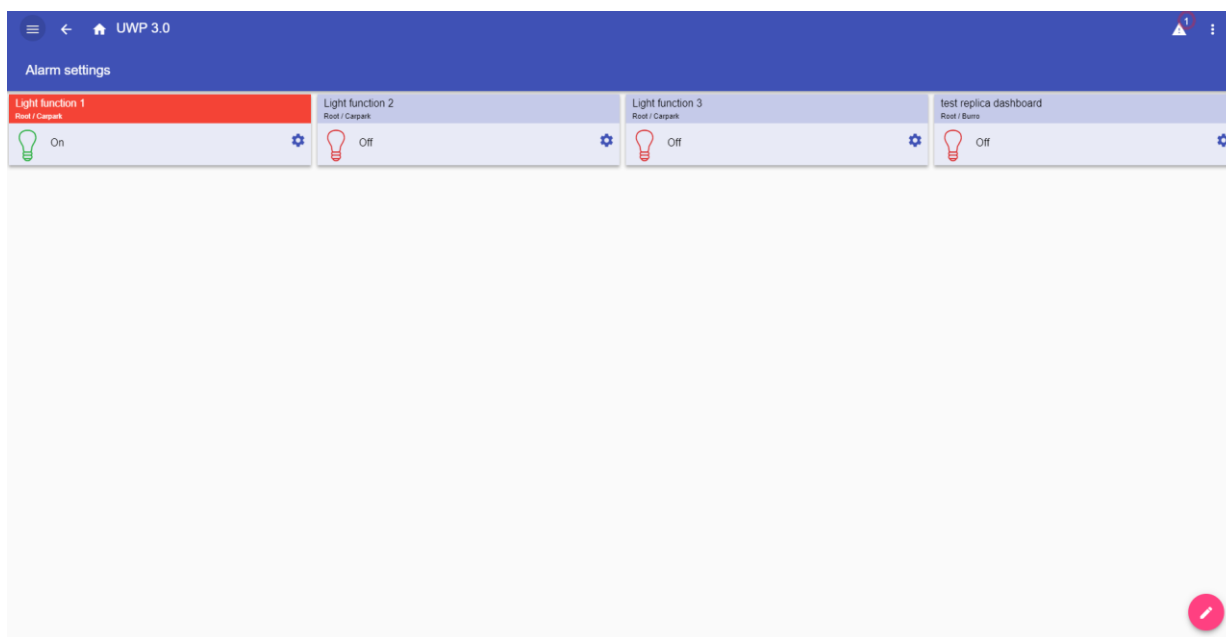 UWP 3.0
1
Alarm settings
Light function 1
Root / Carpark
On
Light function 2
Root / Carpark
Off
Light function 3
Root / Carpark
Off
test replica dashboard
Root / Burro
Off